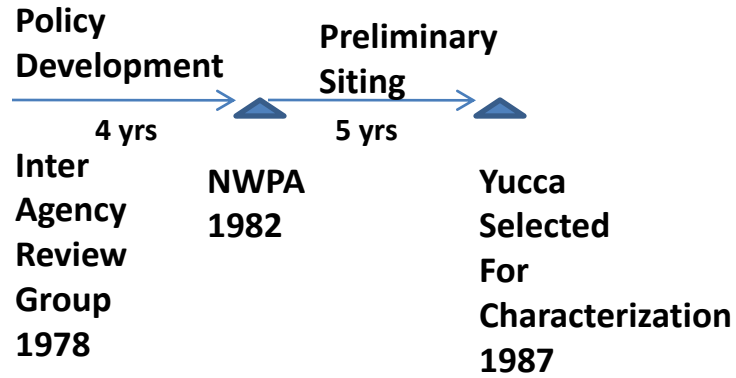 Policy
Development
Preliminary
Siting
4 yrs
5 yrs
Inter
Agency
Review
Group
1978
NWPA
1982
Yucca
Selected
For
Characterization
1987